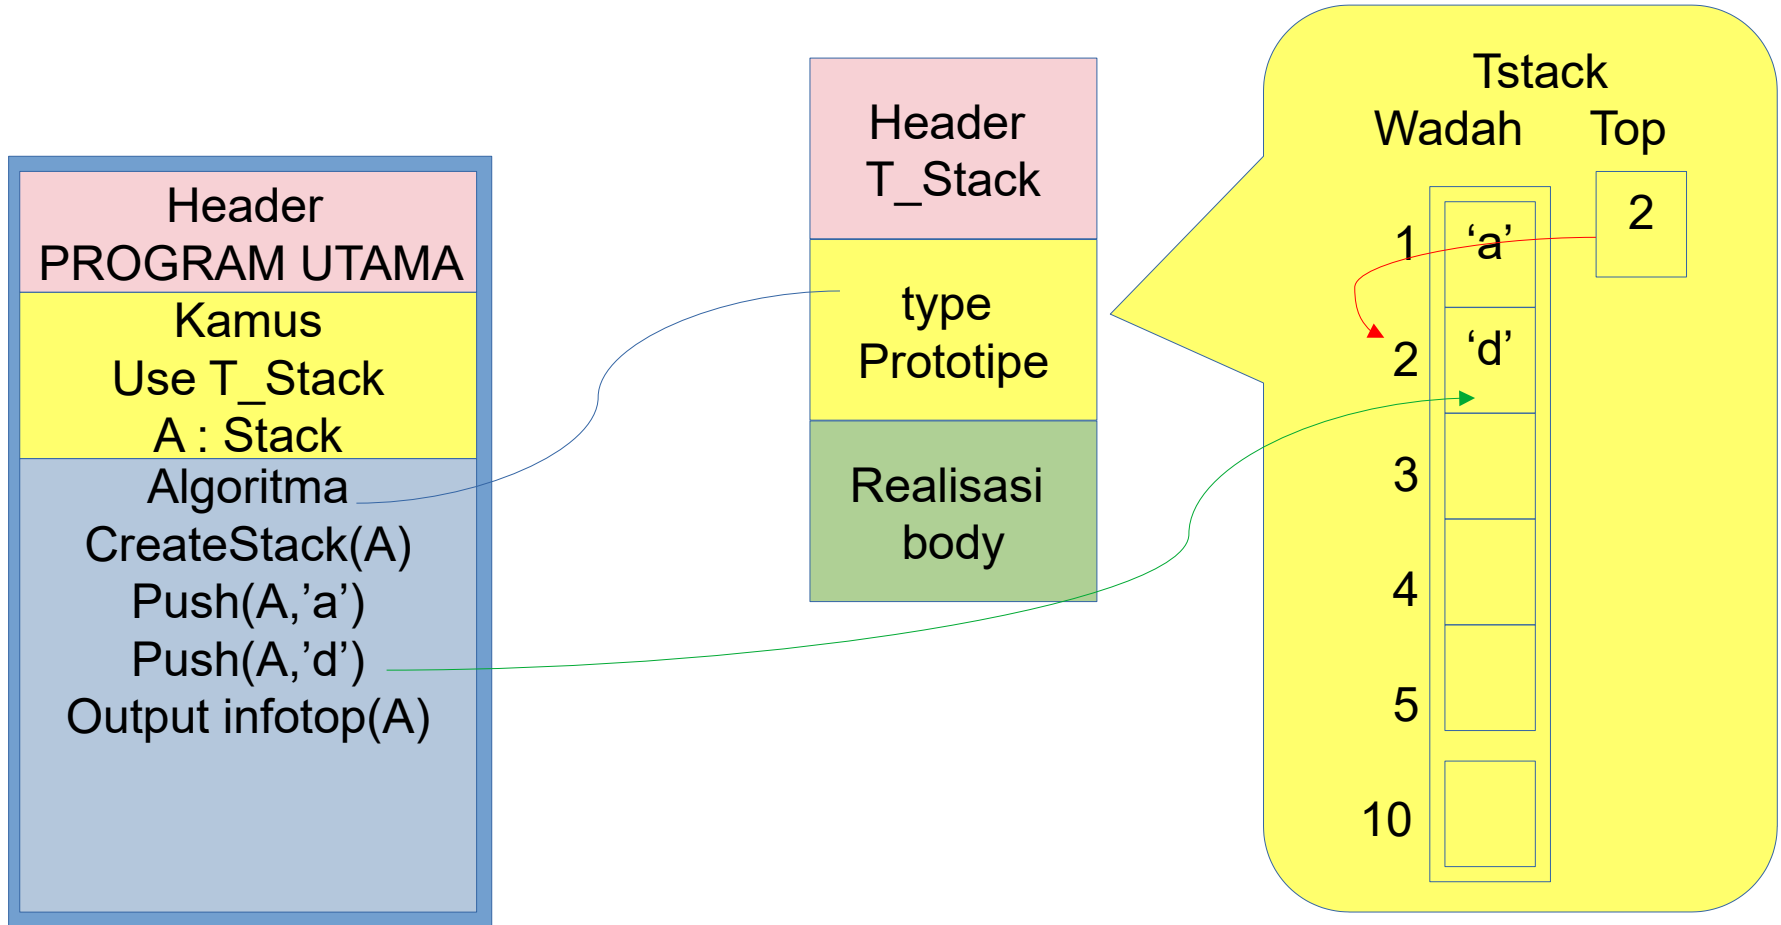 Header
PROGRAM UTAMA
Kamus
Use T_Stack
A : Stack
Algoritma
CreateStack(A)
Push(A,’a’)
Push(A,’d’)
Output infotop(A)
Header
T_Stack
type
Prototipe
Realisasi
body
Tstack
Wadah Top
2
1 ‘a’
2 ‘d’
3
4
5
10